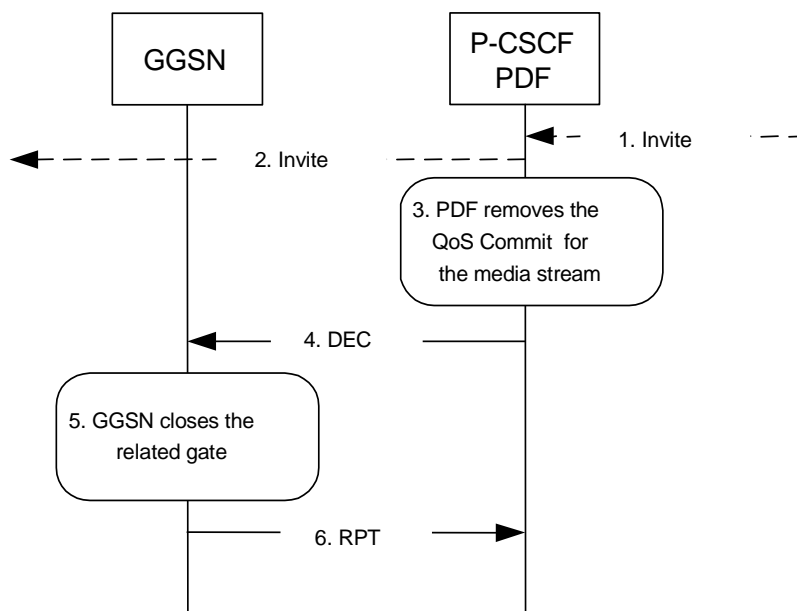 GGSN
P-CSCF
PDF
1. Invite
2. Invite
3. PDF removes the
QoS Commit for
the media stream
4. DEC
5. GGSN closes the
related gate
6. RPT